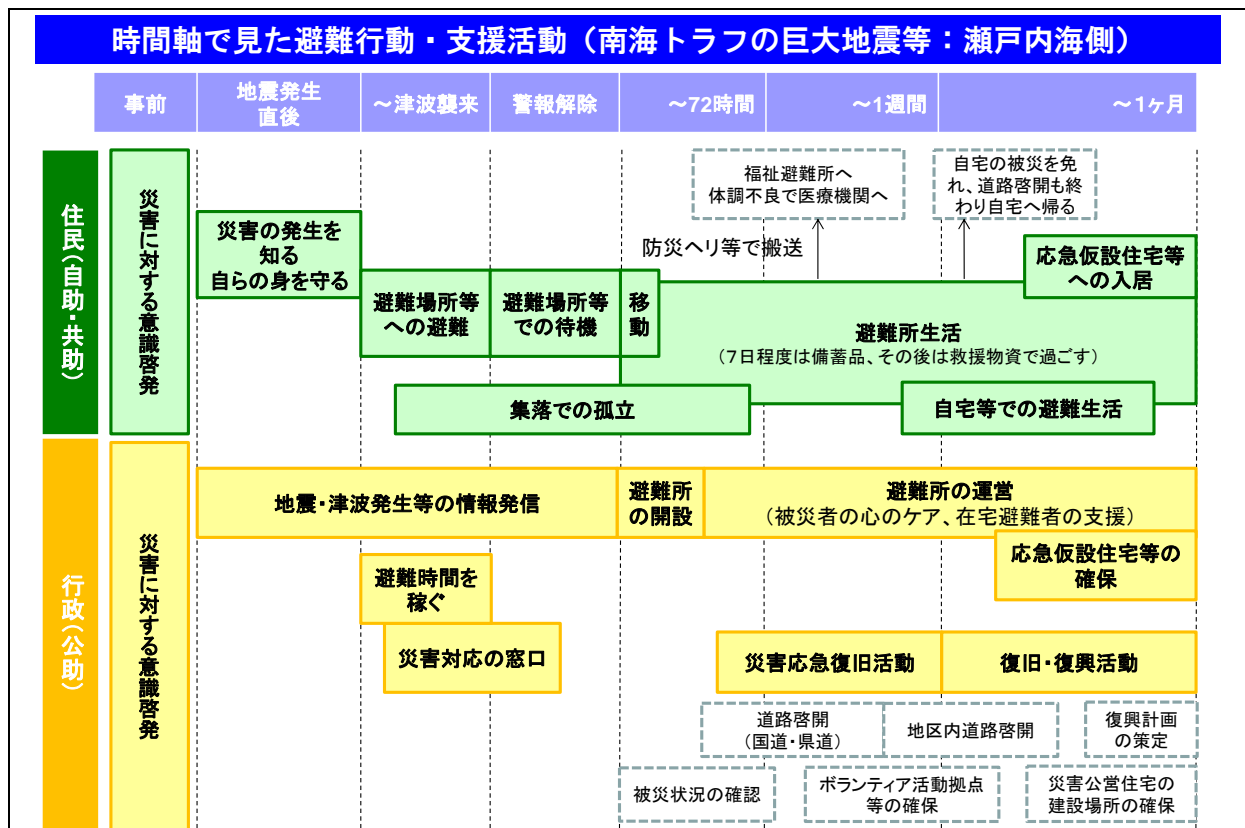 時間軸で見た避難行動・支援活動（南海トラフの巨大地震等：瀬戸内海側）
事前
地震発生
直後
～津波襲来
警報解除
～72時間
～1週間
～1ヶ月
住民（自助・共助）
災害に対する意識啓発
災害の発生を
知る
自らの身を守る
避難場所等
への避難
避難場所等
での待機
移動
福祉避難所へ
体調不良で医療機関へ
防災ヘリ等で搬送
自宅の被災を免
れ、道路啓開も終
わり自宅へ帰る
応急仮設住宅等
への入居
避難所生活
（７日程度は備蓄品、その後は救援物資で過ごす）
集落での孤立
自宅等での避難生活
行政（公助）
災害に対する意識啓発
地震・津波発生等の情報発信
避難所
の開設
避難所の運営
（被災者の心のケア、在宅避難者の支援）
応急仮設住宅等の
確保
避難時間を
稼ぐ
災害対応の窓口
災害応急復旧活動
復旧・復興活動
道路啓開
（国道・県道）
地区内道路啓開
復興計画
の策定
被災状況の確認
ボランティア活動拠点
等の確保
災害公営住宅の
建設場所の確保